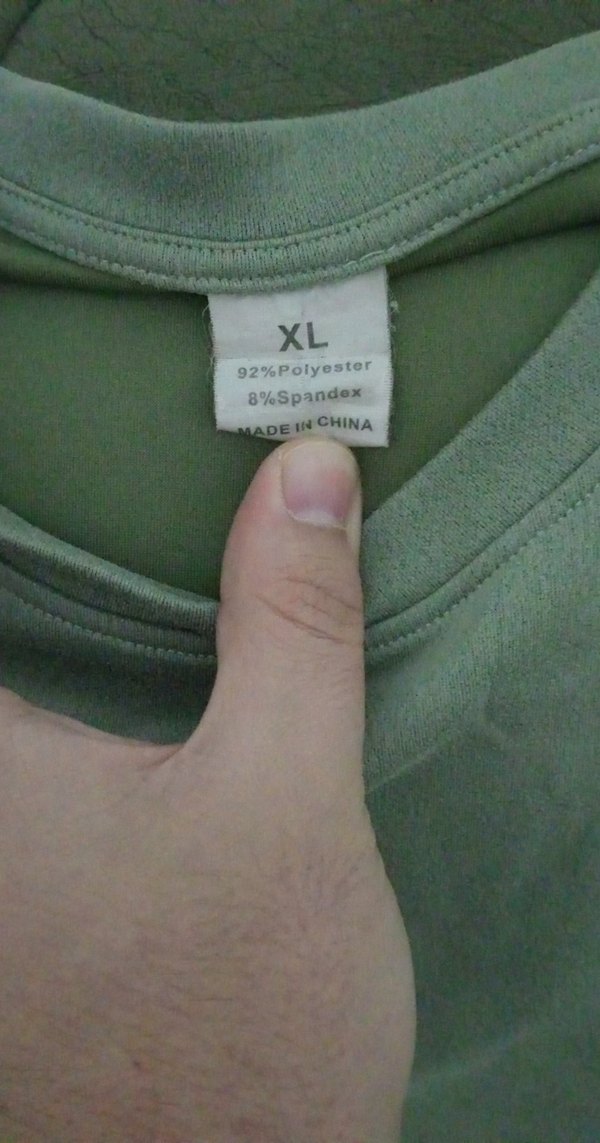 XL
92%Polyester
8%Spandex
MADE IN CHINA